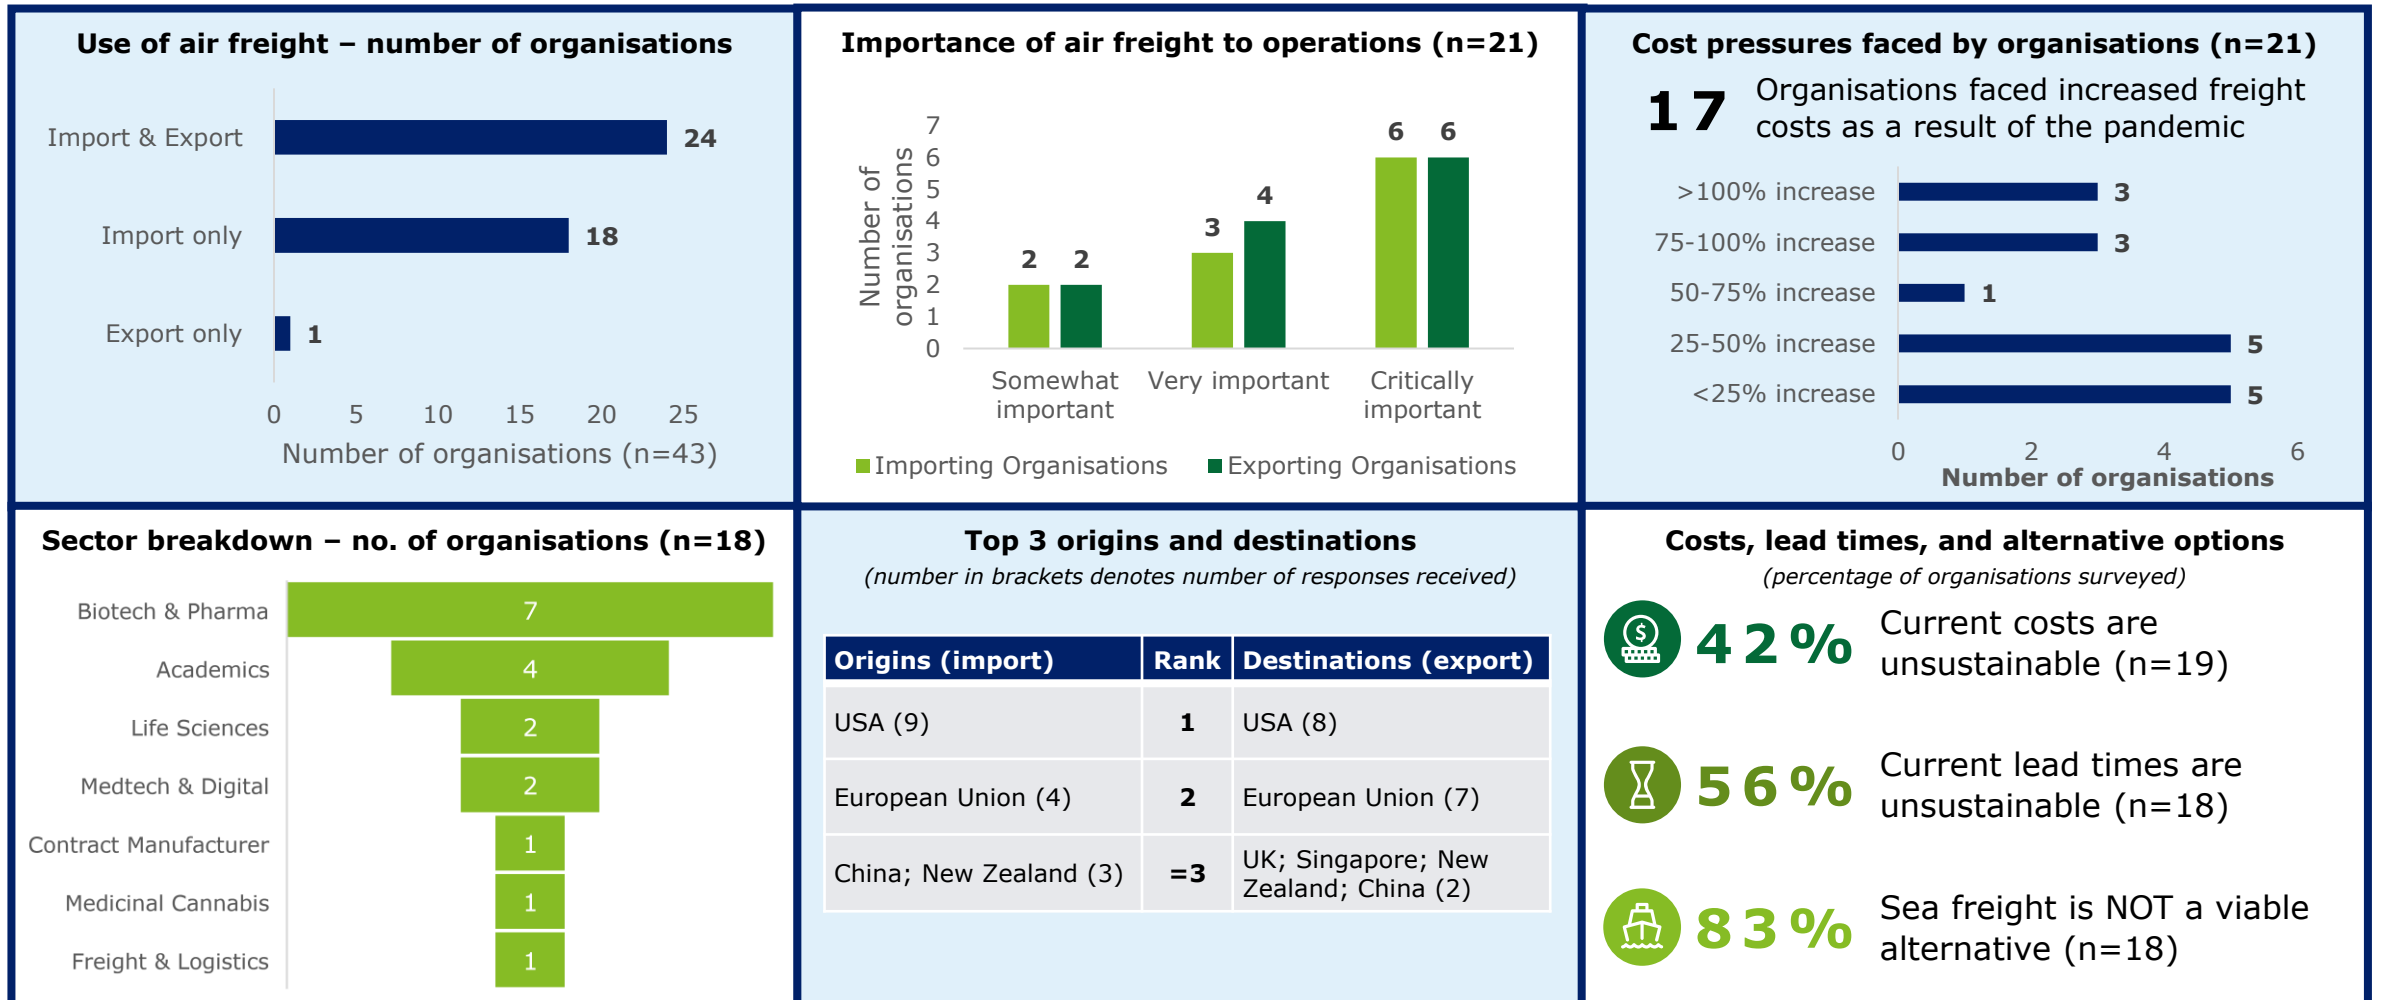 Use of air freight – number of organisations
Import & Export
24
Import only
18
Export only
1
0 5 10 15 20 25
Number of organisations (n=43)
Importance of air freight to operations (n=21)
Number of
organisations
7
6
5
4
3
2
1
0
2 2
3 4
6 6
Somewhat
important
Very important
Critically
important
Importing Organisations Exporting Organisations
Cost pressures faced by organisations (n=21)
17
Organisations faced increased freight
costs as a result of the pandemic
>100% increase 3
75-100% increase 3
50-75% increase 1
25-50% increase 5
<25% increase 5
0 2 4 6
Number of organisations
Sector breakdown – no. of organisations (n=18)
Biotech & Pharma 7
Academics 4
Life Sciences 2
Medtech & Digital 2
Contract Manufacturer 1
Medicinal Cannabis 1
Freight & Logistics 1
Top 3 origins and destinations
(number in brackets denotes number of responses received)
Origins (import) Rank Destinations (export)
USA (9) 1 USA (8)
European Union (4) 2 European Union (7)
China; New Zealand (3) =3 UK; Singapore; New
Zealand; China (2)
Costs, lead times, and alternative options
(percentage of organisations surveyed)
$
42%
Current costs are
unsustainable (n=19)
56%
Current lead times are
unsustainable (n=18)
83%
Sea freight is NOT a viable
alternative (n=18)